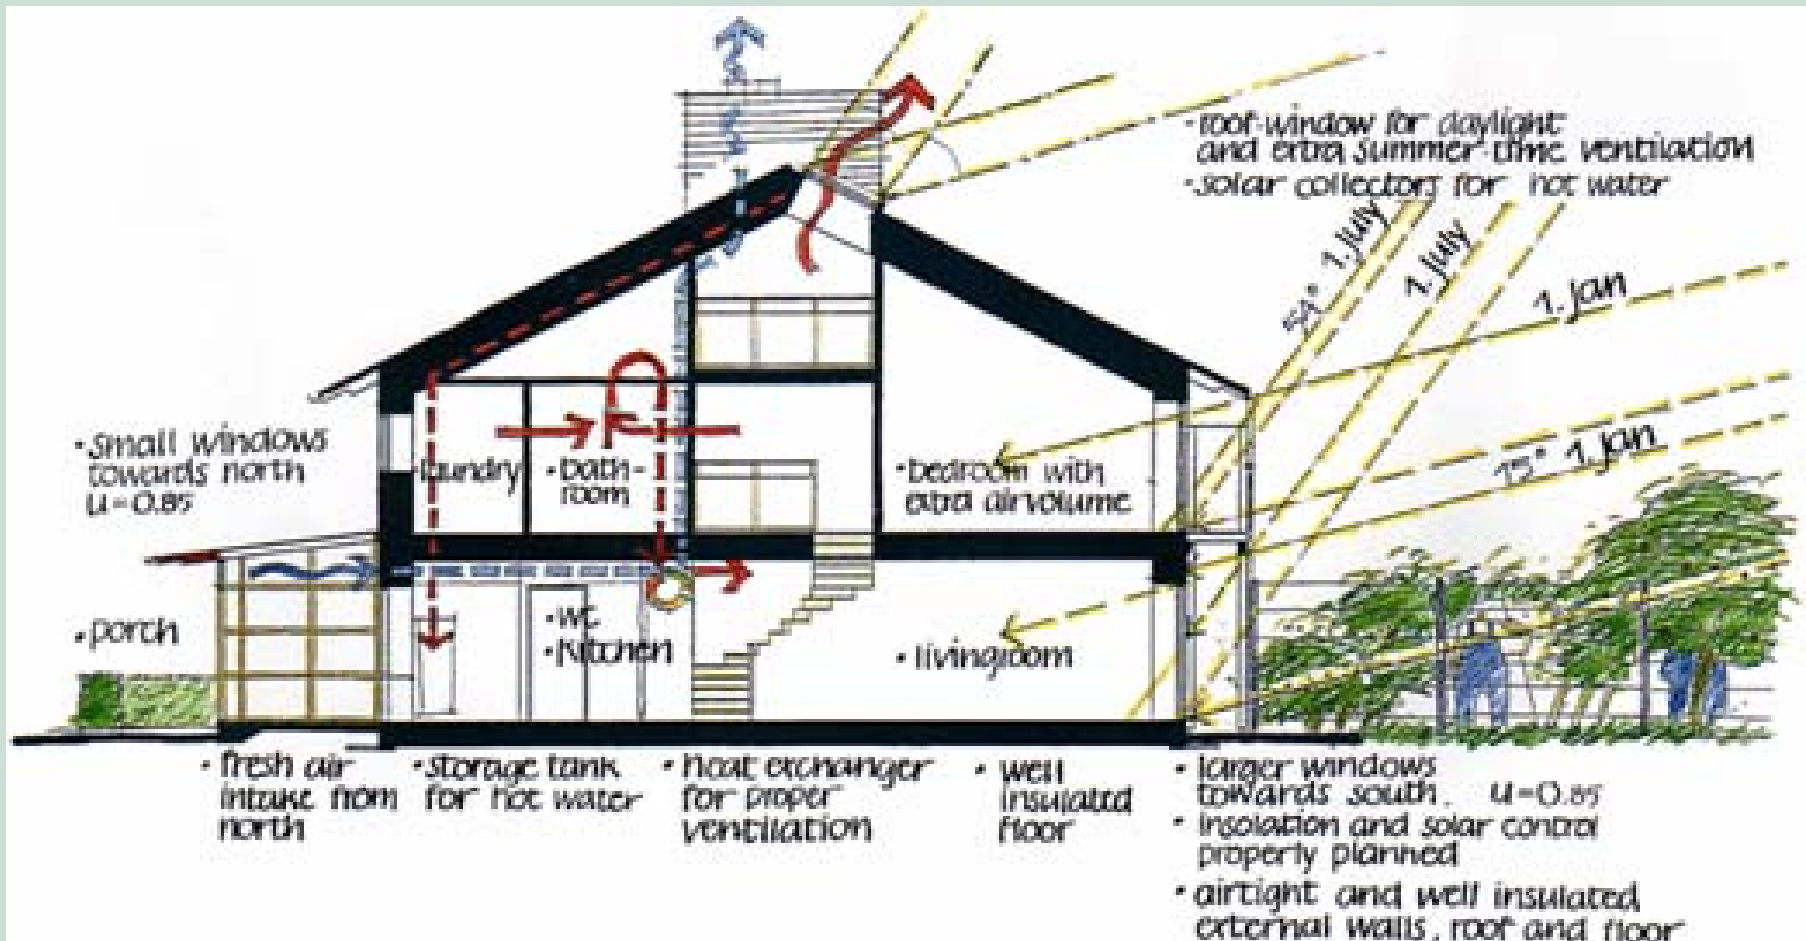 • roof-window for daylight
and extra summer-time ventilation
• solar collectors for hot water
54° 1. july
1. july
1. jan
15° 1. jan
• small windows
towards north
u=0.85
• laundry
• bath-
room
• bedroom with
extra airvolume
• porch
• wc
• kitchen
• livingroom
• fresh air
intake from
north
• storage tank
for hot water
• heat exchanger
for proper
ventilation
• well
insulated
floor
• larger windows
towards south. u=0.85
• insolation and solar control
properly planned
• airtight and well insulated
external walls, roof and floor